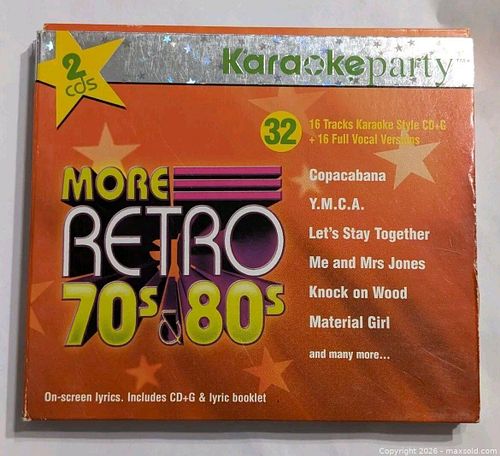 2
cds
Karaoke party™
32
16 Tracks Karaoke Style CD+G
+ 16 Full Vocal Versions
MORE
RETRO
70s & 80s
Copacabana
Y.M.C.A.
Let's Stay Together
Me and Mrs Jones
Knock on Wood
Material Girl
and many more...
On-screen lyrics. Includes CD+G & lyric booklet
Copyright 2026 - maxsold.com